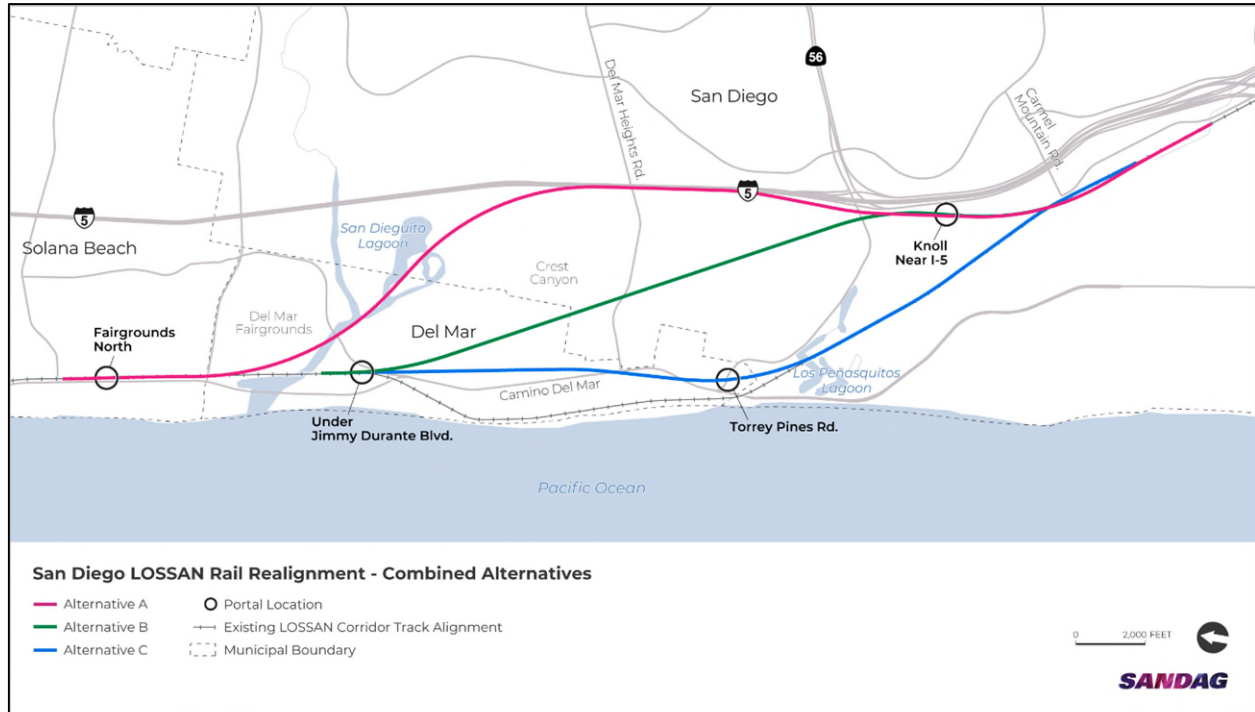 56
San Diego
Del Mar Heights Rd.
Carmel
Mountain Rd.
5
5
Solana Beach
San Dieguito
Lagoon
Crest
Canyon
Knoll
Near I-5
Del Mar
Fairgrounds
Del Mar
Fairgrounds
North
Camino Del Mar
Los Peñasquitos
Lagoon
Under
Jimmy Durante Blvd.
Torrey Pines Rd.
Pacific Ocean
San Diego LOSSAN Rail Realignment - Combined Alternatives
Alternative A
Portal Location
Alternative B
Existing LOSSAN Corridor Track Alignment
Alternative C
Municipal Boundary
0 2,000 FEET
SANDAG